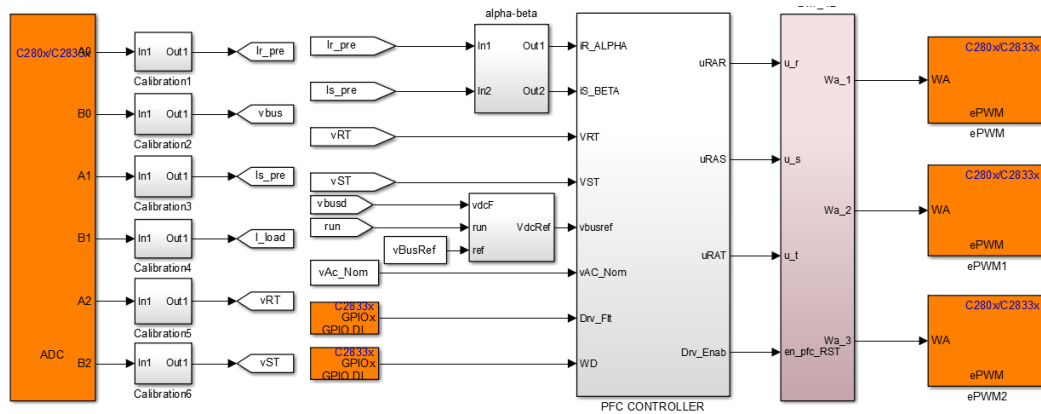 C280x/C2833x
A0
B0
A1
B1
A2
B2
ADC
In1 Out1
Calibration1
In1 Out1
Calibration2
In1 Out1
Calibration3
In1 Out1
Calibration4
In1 Out1
Calibration5
In1 Out1
Calibration6
Ir_pre
vbus
Is_pre
I_load
vRT
vST
Ir_pre
Is_pre
vRT
vST
vbusd
run
vBusRef
vAc_Nom
C2833x
GPIOx
GPIO DI
C2833x
GPIOx
GPIO DI
alpha-beta
In1 Out1
In2 Out2
vdcF
run VdcRef
ref
iR_ALPHA
iS_BETA
VRT
VST
vbusref
vAC_Nom
Drv_Flt
WD
uRAR
uRAS
uRAT
Drv_Enab
PFC CONTROLLER
u_r
u_s
u_t
en_pfc_RST
Wa_1
Wa_2
Wa_3
C280x/C2833x
WA
ePWM
ePWM
C280x/C2833x
WA
ePWM
ePWM1
C280x/C2833x
WA
ePWM
ePWM2